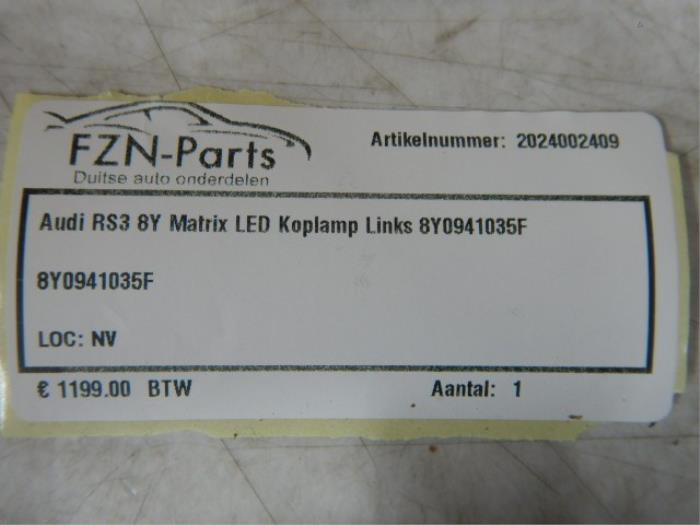 FZN-Parts
Duitse auto onderdelen
Artikelnummer: 2024002409
Audi RS3 8Y Matrix LED Koplamp Links 8Y0941035F
8Y0941035F
LOC: NV
€ 1199.00 BTW Aantal: 1